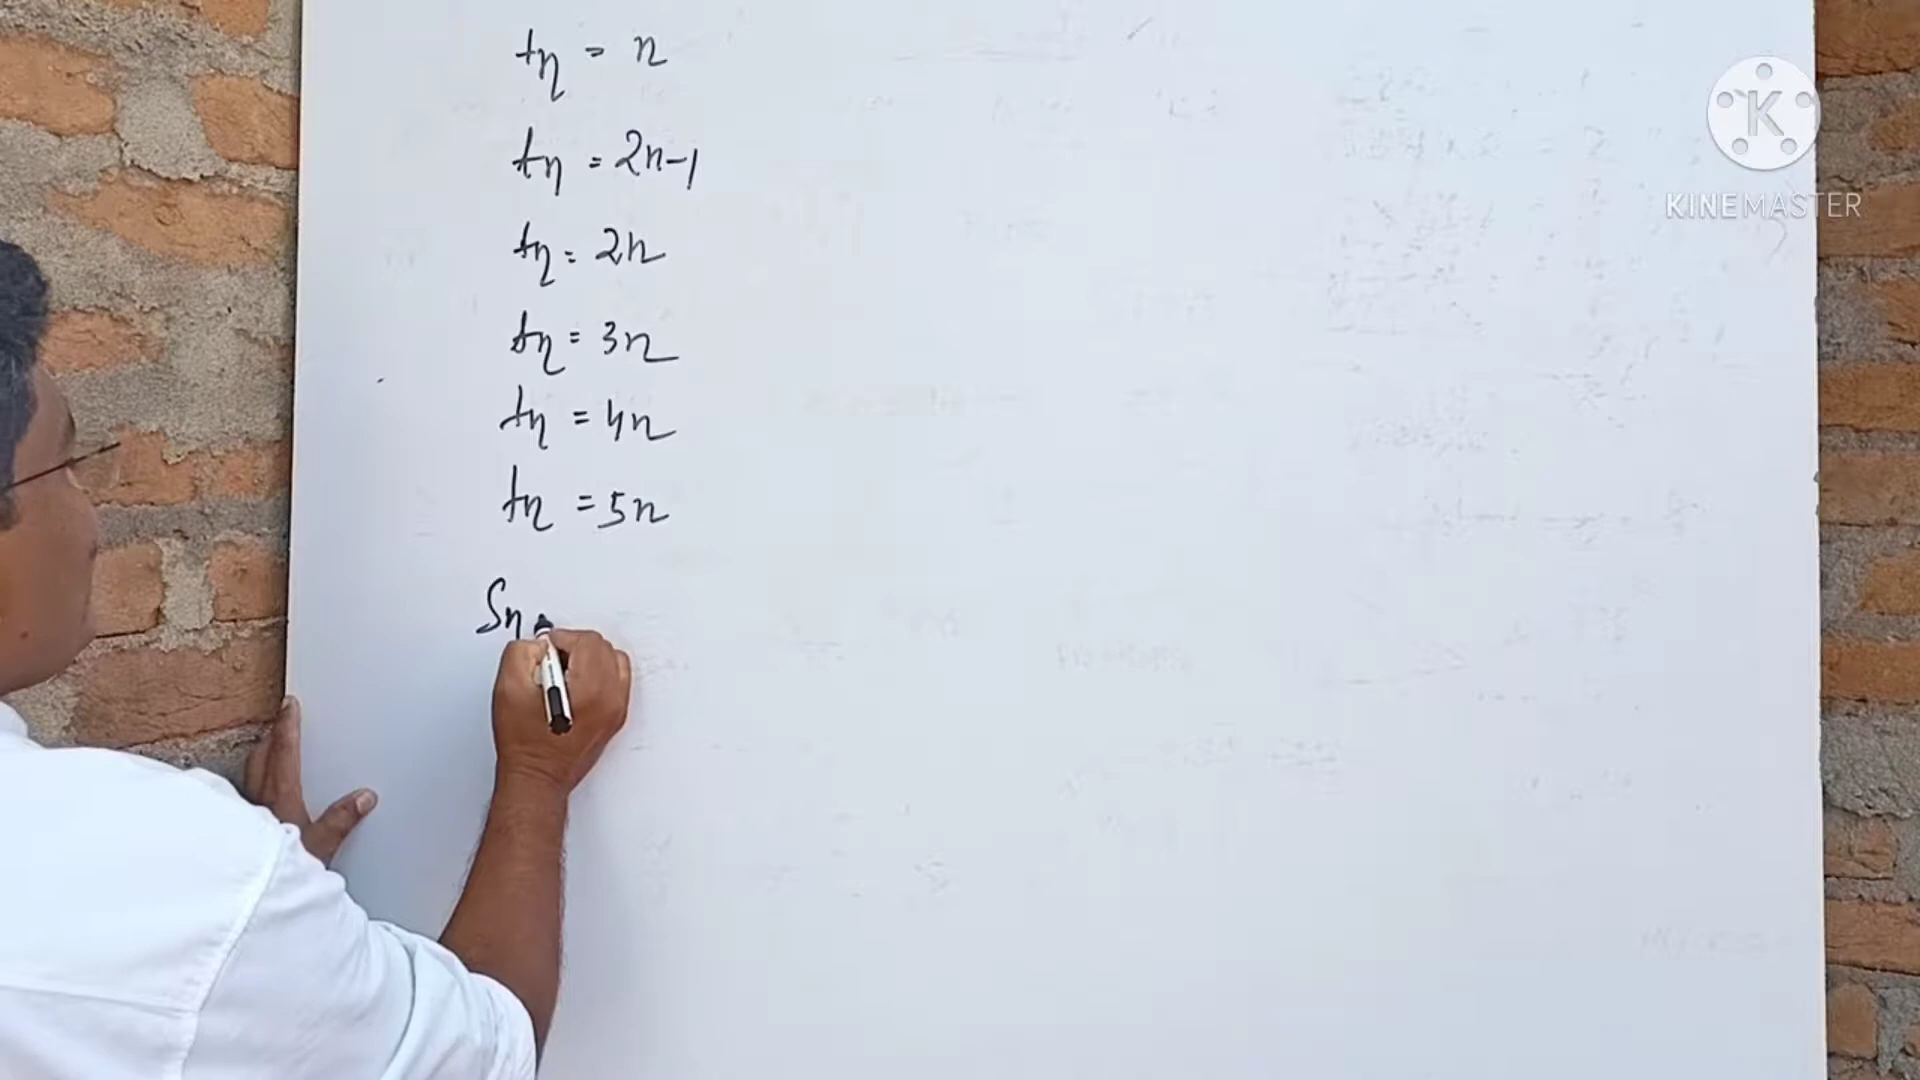 tn = n
tn = 2n-1
tn = 2n
tn = 3n
tn = 4n
tn = 5n
Sn
K
KINEMASTER